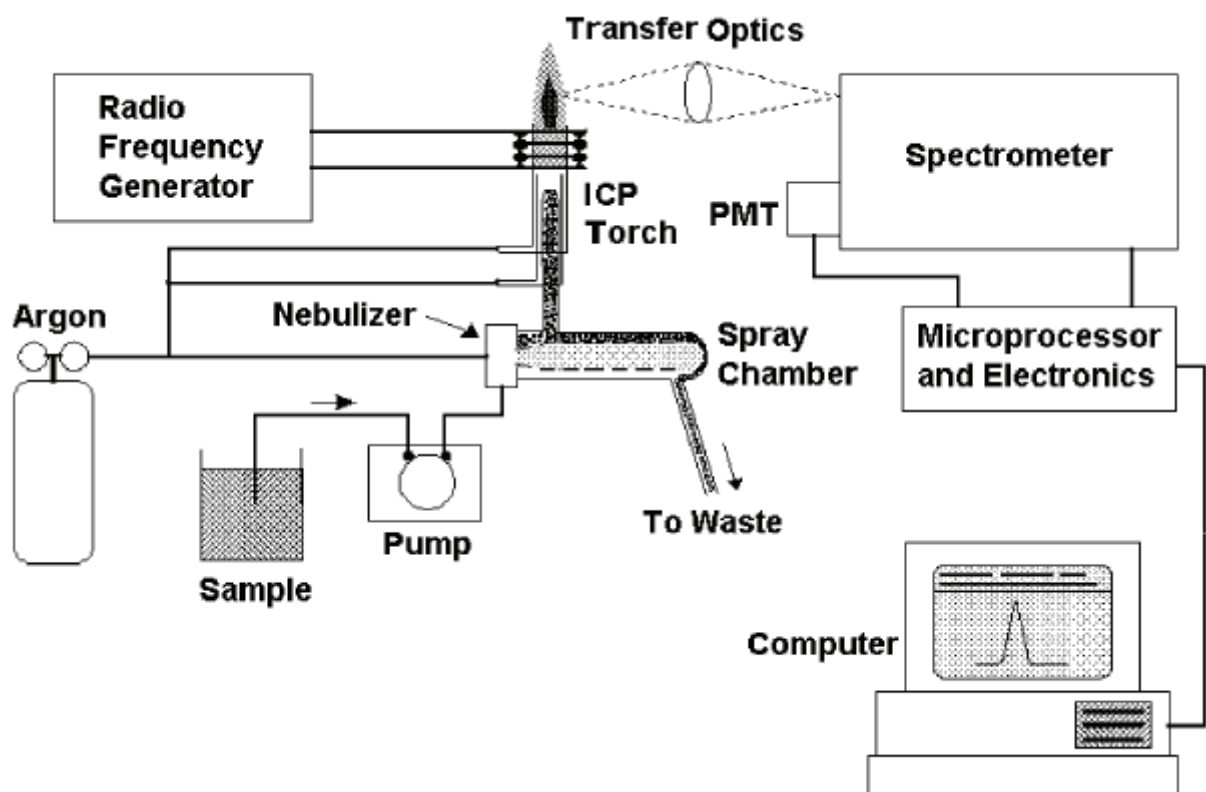 Transfer Optics
Radio
Frequency
Generator
Spectrometer
ICP
Torch
PMT
Argon
Nebulizer
Spray
Chamber
Microprocessor
and Electronics
To Waste
Pump
Sample
Computer